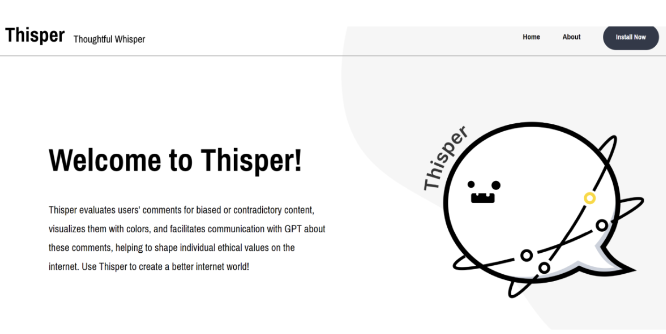 Thisper Thoughtful Whisper Home About Install Now
Thisper
Welcome to Thisper!
Thisper evaluates users' comments for biased or contradictory content,
visualizes them with colors, and facilitates communication with GPT about
these comments, helping to shape individual ethical values on the
internet. Use Thisper to create a better internet world!